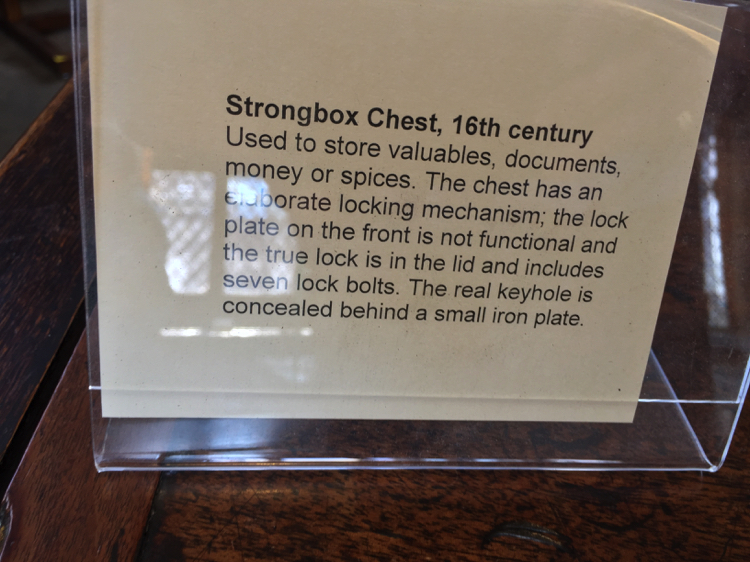 Strongbox Chest, 16th century
Used to store valuables, documents,
money or spices. The chest has an
elaborate locking mechanism; the lock
plate on the front is not functional and
the true lock is in the lid and includes
seven lock bolts. The real keyhole is
concealed behind a small iron plate.